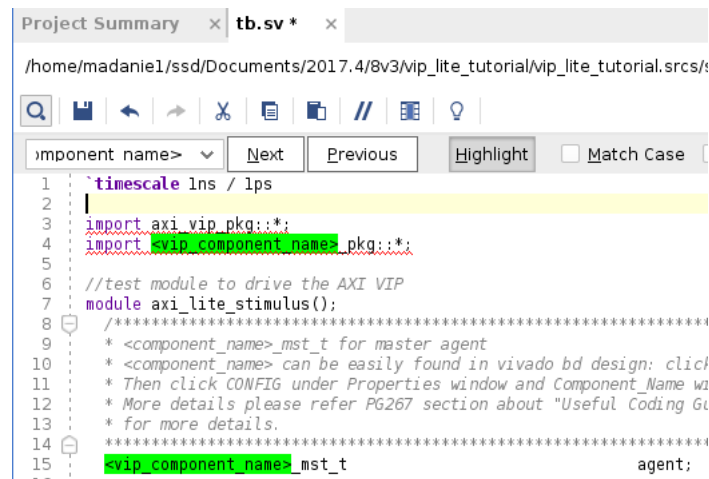 Project Summary × tb.sv * ×
/home/madanie1/ssd/Documents/2017.4/8v3/vip_lite_tutorial/vip_lite_tutorial.srcs/
omponent name> Next Previous Highlight Match Case
1 `timescale 1ns / 1ps
2
3 import axi_vip_pkg::*;
4 import <vip_component_name>_pkg::*;
5
6 //test module to drive the AXI VIP
7 module axi_lite_stimulus();
8 /*****************************************************************
9 * <component_name>_mst_t for master agent
10 * <component_name> can be easily found in vivado bd design: click
11 * Then click CONFIG under Properties window and Component_Name wi
12 * More details please refer PG267 section about "Useful Coding Gu
13 * for more details.
14 ******************************************************************
15 <vip_component_name>_mst_t agent;